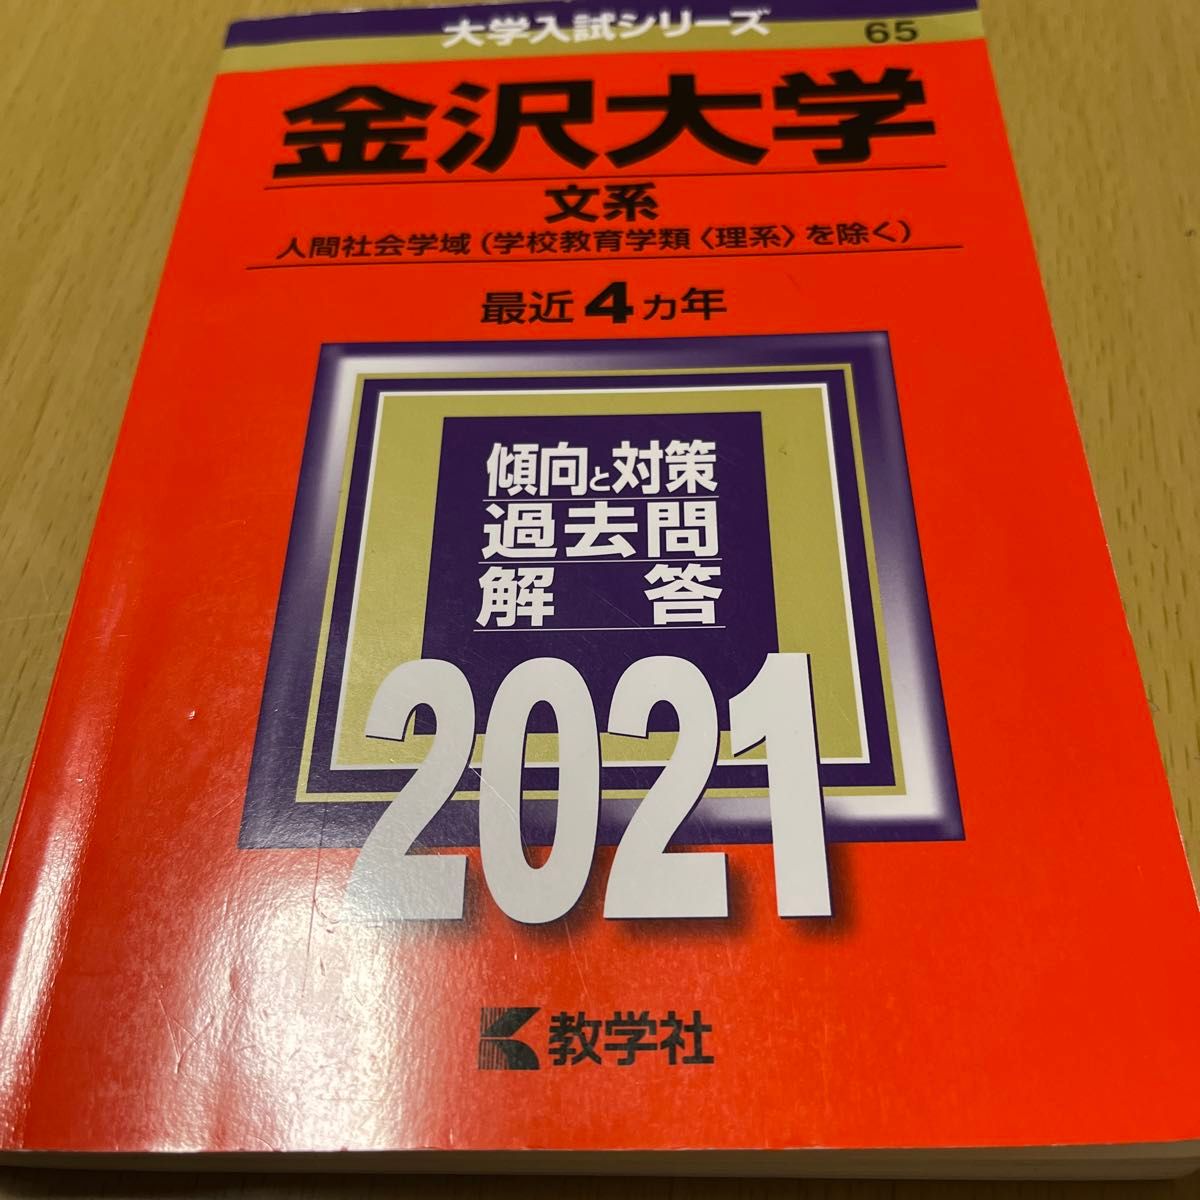 大学入試シリーズ 65
金沢大学
文系
人間社会学域（学校教育学類〈理系〉を除く）
最近4カ年
傾向と対策
過去問
解答
2021
教学社